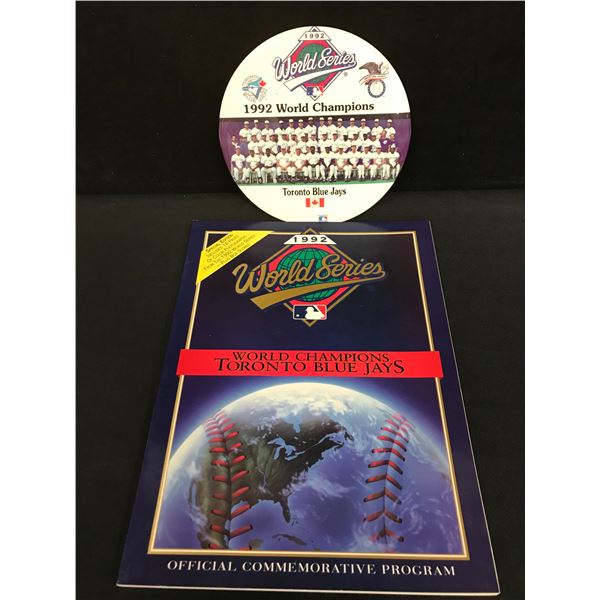 1992
World Series
1992 World Champions
Toronto Blue Jays
1992
World Series
WORLD CHAMPIONS
TORONTO BLUE JAYS
OFFICIAL COMMEMORATIVE PROGRAM